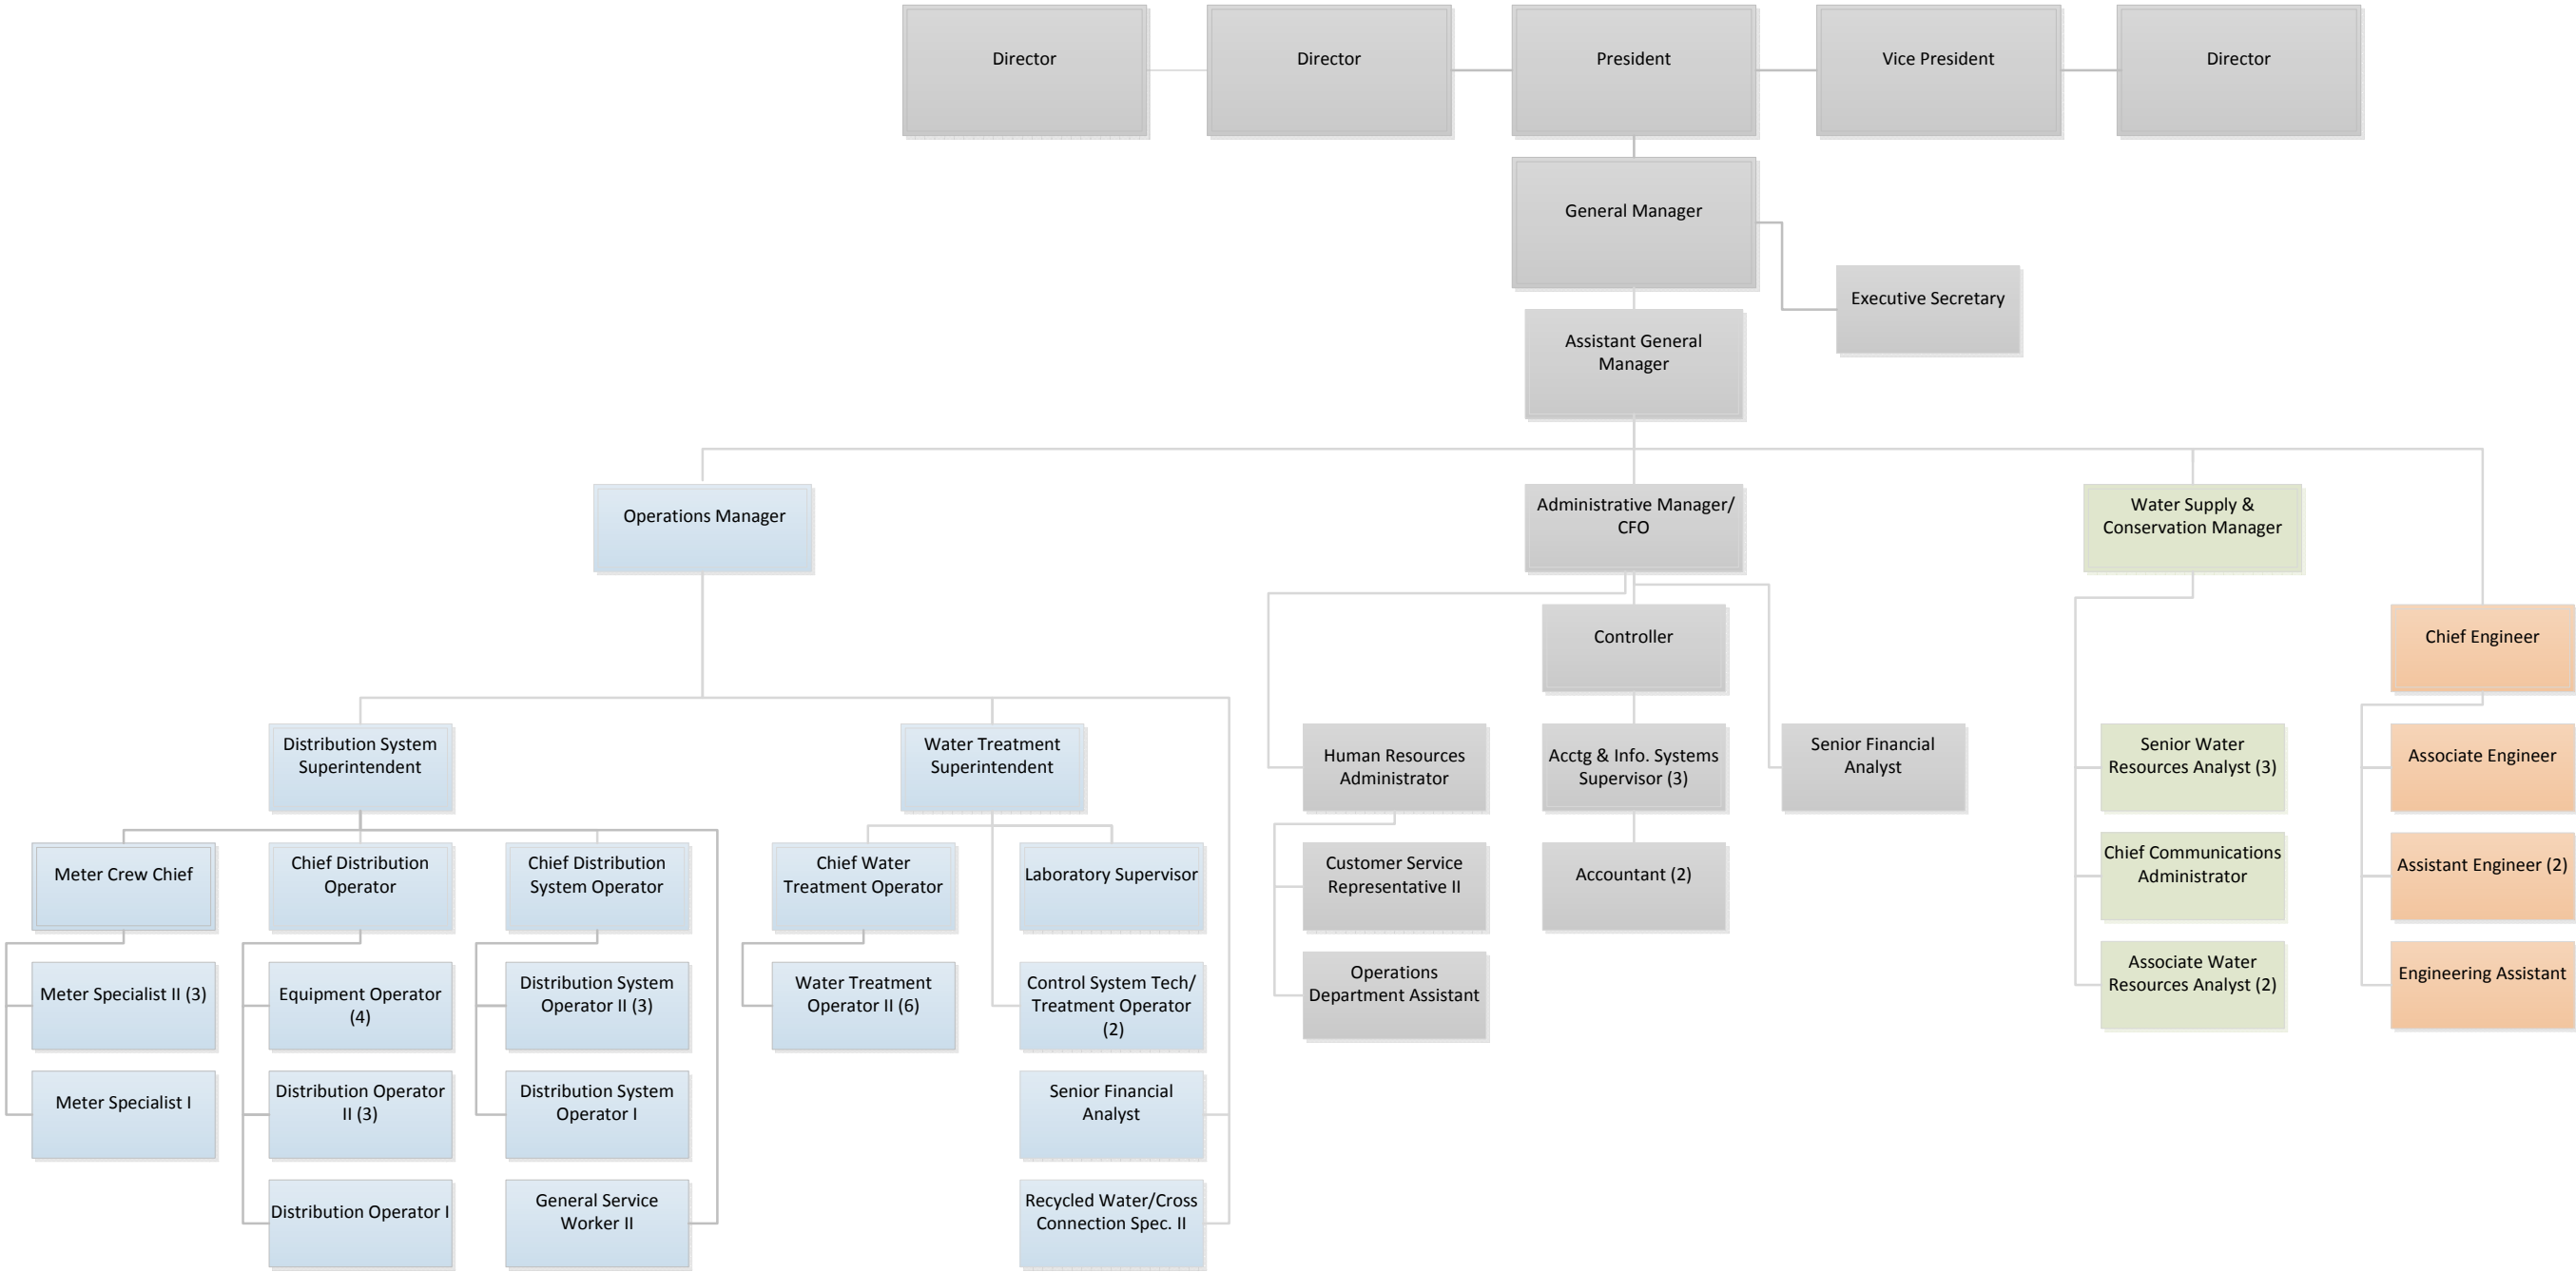 Director
Director
President
Vice President
Director
General Manager
Executive Secretary
Assistant General
Manager
Operations Manager
Administrative Manager/
CFO
Water Supply &
Conservation Manager
Controller
Chief Engineer
Distribution System
Superintendent
Water Treatment
Superintendent
Human Resources
Administrator
Acctg & Info. Systems
Supervisor (3)
Senior Financial
Analyst
Senior Water
Resources Analyst (3)
Associate Engineer
Meter Crew Chief
Chief Distribution
Operator
Chief Distribution
System Operator
Chief Water
Treatment Operator
Laboratory Supervisor
Customer Service
Representative II
Accountant (2)
Chief Communications
Administrator
Assistant Engineer (2)
Meter Specialist II (3)
Equipment Operator
(4)
Distribution System
Operator II (3)
Water Treatment
Operator II (6)
Control System Tech/
Treatment Operator
(2)
Operations
Department Assistant
Associate Water
Resources Analyst (2)
Engineering Assistant
Meter Specialist I
Distribution Operator
II (3)
Distribution System
Operator I
Senior Financial
Analyst
Distribution Operator I
General Service
Worker II
Recycled Water/Cross
Connection Spec. II